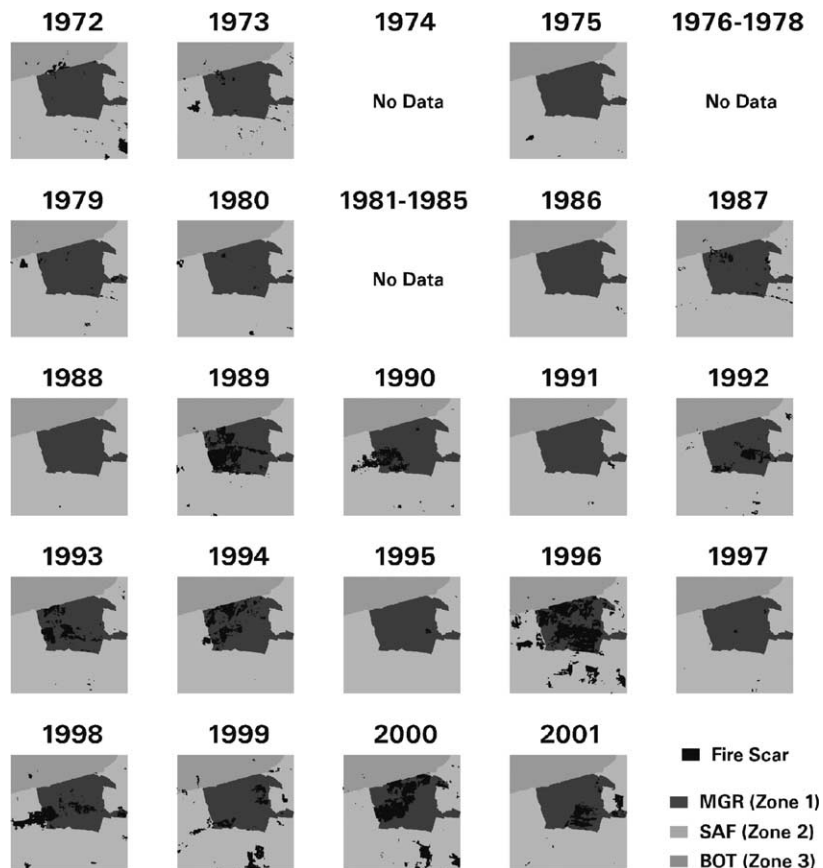 1972 1973 1974 1975 1976-1978
No Data No Data
1979 1980 1981-1985 1986 1987
No Data
1988 1989 1990 1991 1992
1993 1994 1995 1996 1997
1998 1999 2000 2001
Fire Scar
MGR (Zone 1)
SAF (Zone 2)
BOT (Zone 3)